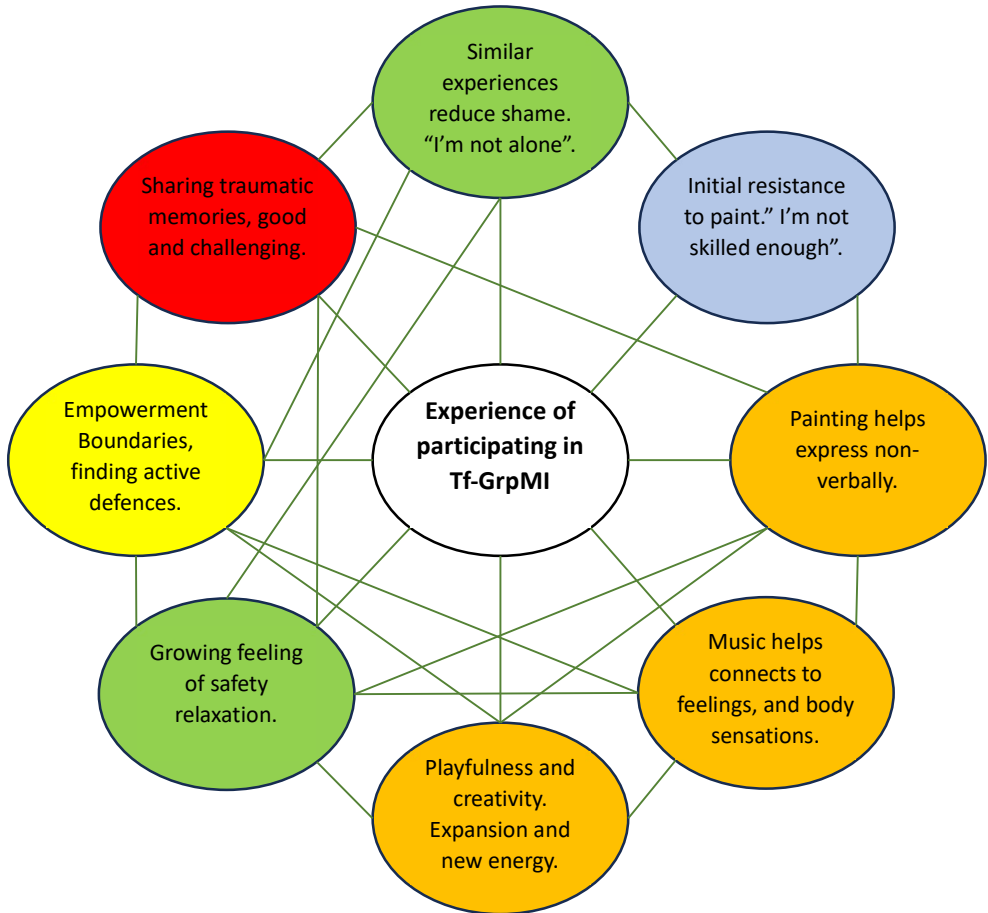 Similar
experiences
reduce shame.
“I’m not alone”.
Sharing traumatic
memories, good
and challenging.
Initial resistance
to paint.” I’m not
skilled enough”.
Empowerment
Boundaries,
finding active
defences.
Experience of
participating in
Tf-GrpMI
Painting helps
express non-
verbally.
Growing feeling
of safety
relaxation.
Music helps
connects to
feelings, and body
sensations.
Playfulness and
creativity.
Expansion and
new energy.